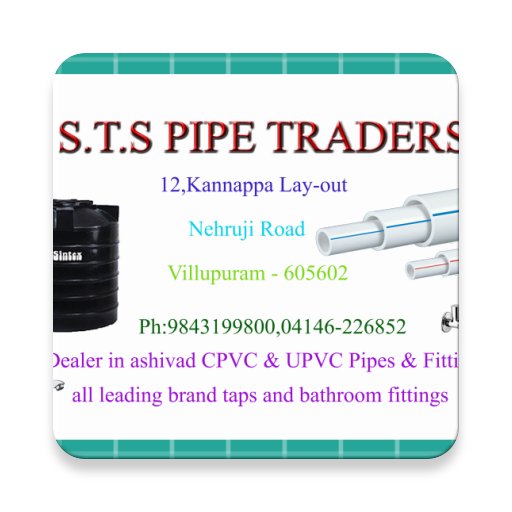 S.T.S PIPE TRADERS
12,Kannappa Lay-out
Nehruji Road
Sintex
Villupuram - 605602
Ph:9843199800,04146-226852
Dealer in ashivad CPVC & UPVC Pipes & Fitti
all leading brand taps and bathroom fittings